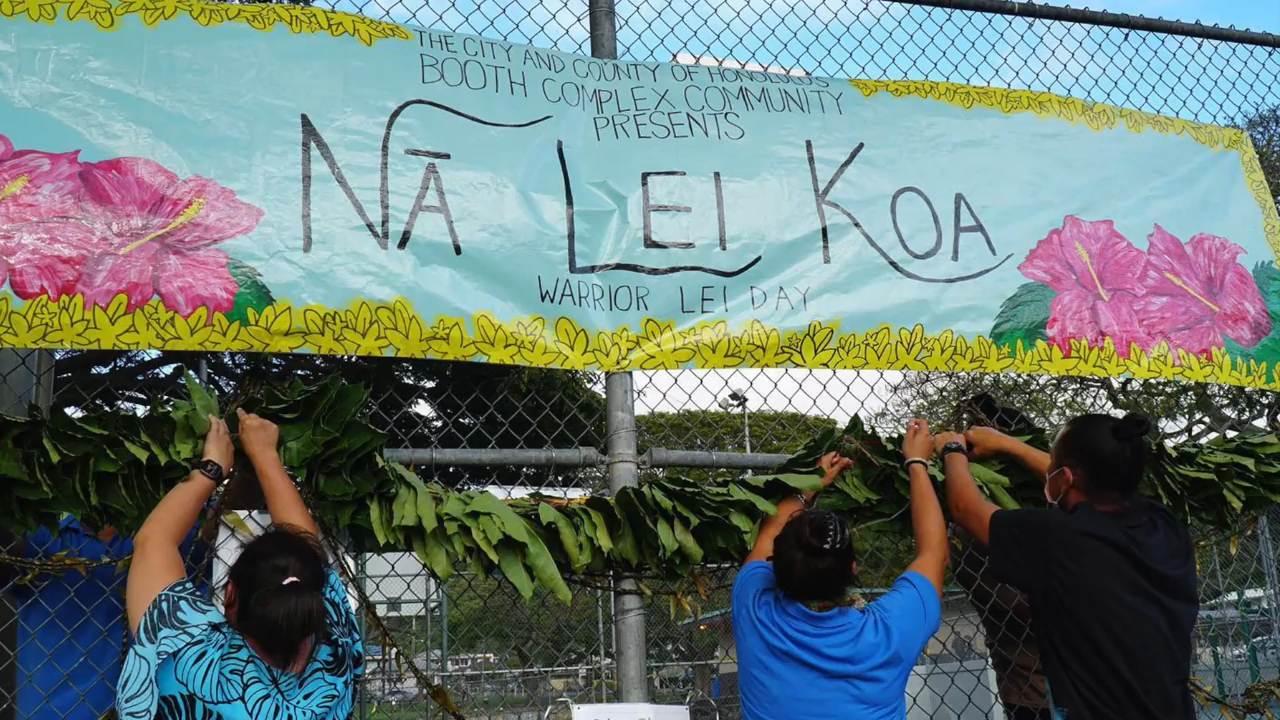 THE CITY AND COUNTY OF HONOLULU'S
BOOTH COMPLEX COMMUNITY
PRESENTS
NĀ LEI KOA
WARRIOR LEI DAY